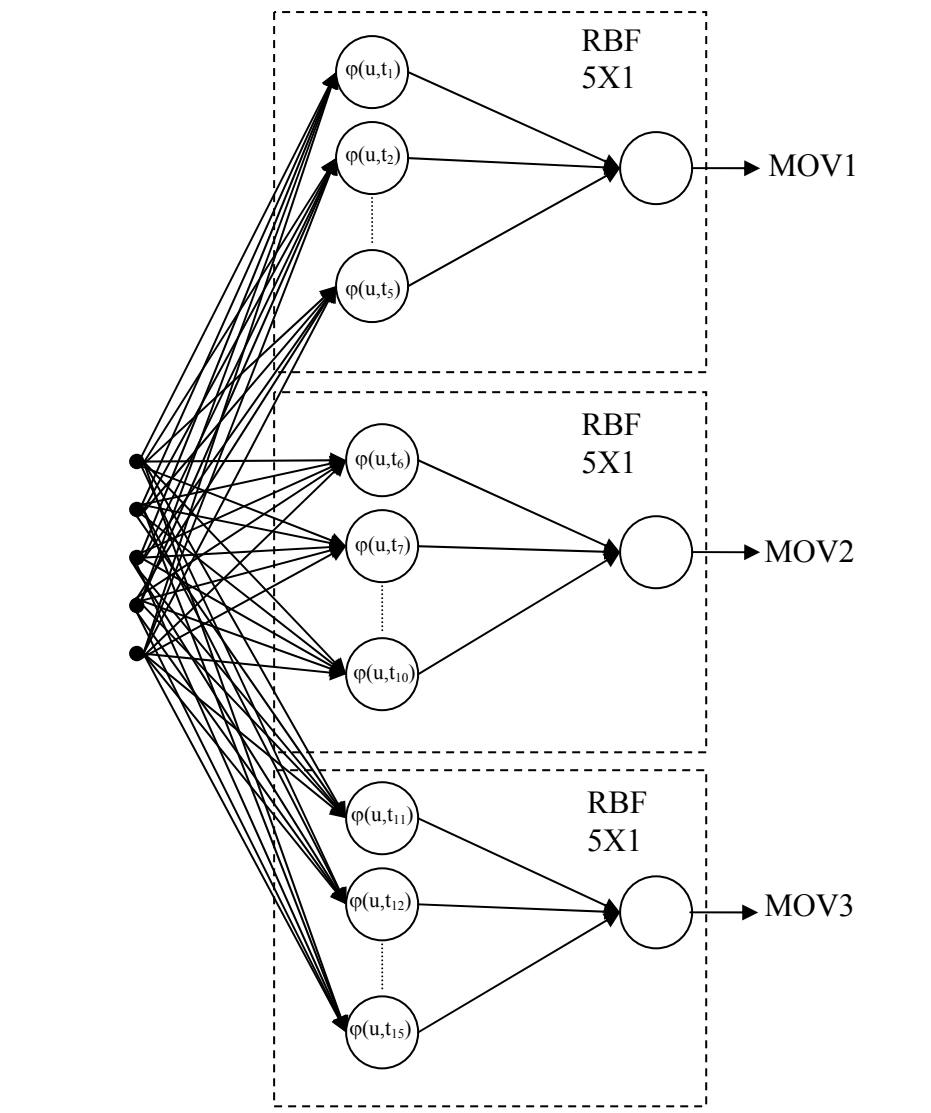 RBF
5X1
φ(u,t₁)
φ(u,t₂)
MOV1
φ(u,t₅)
RBF
5X1
φ(u,t₆)
φ(u,t₇)
MOV2
φ(u,t₁₀)
RBF
5X1
φ(u,t₁₁)
φ(u,t₁₂)
MOV3
φ(u,t₁₅)